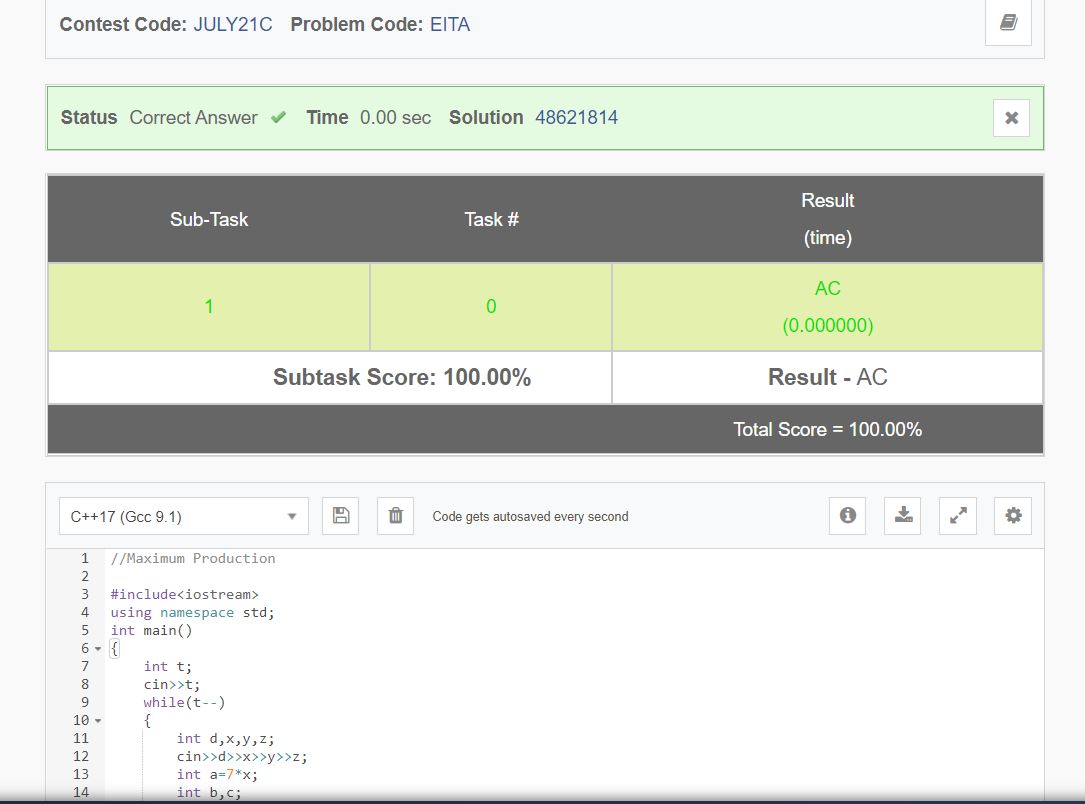 Contest Code: JULY21C Problem Code: EITA
Status Correct Answer Time 0.00 sec Solution 48621814
Sub-Task Task # Result
(time)
1 0 AC
(0.000000)
Subtask Score: 100.00% Result - AC
Total Score = 100.00%
C++17 (Gcc 9.1) Code gets autosaved every second
1 //Maximum Production
2
3 #include<iostream>
4 using namespace std;
5 int main()
6 {
7 int t;
8 cin>>t;
9 while(t--)
10 {
11 int d,x,y,z;
12 cin>>d>>x>>y>>z;
13 int a=7*x;
14 int b,c;